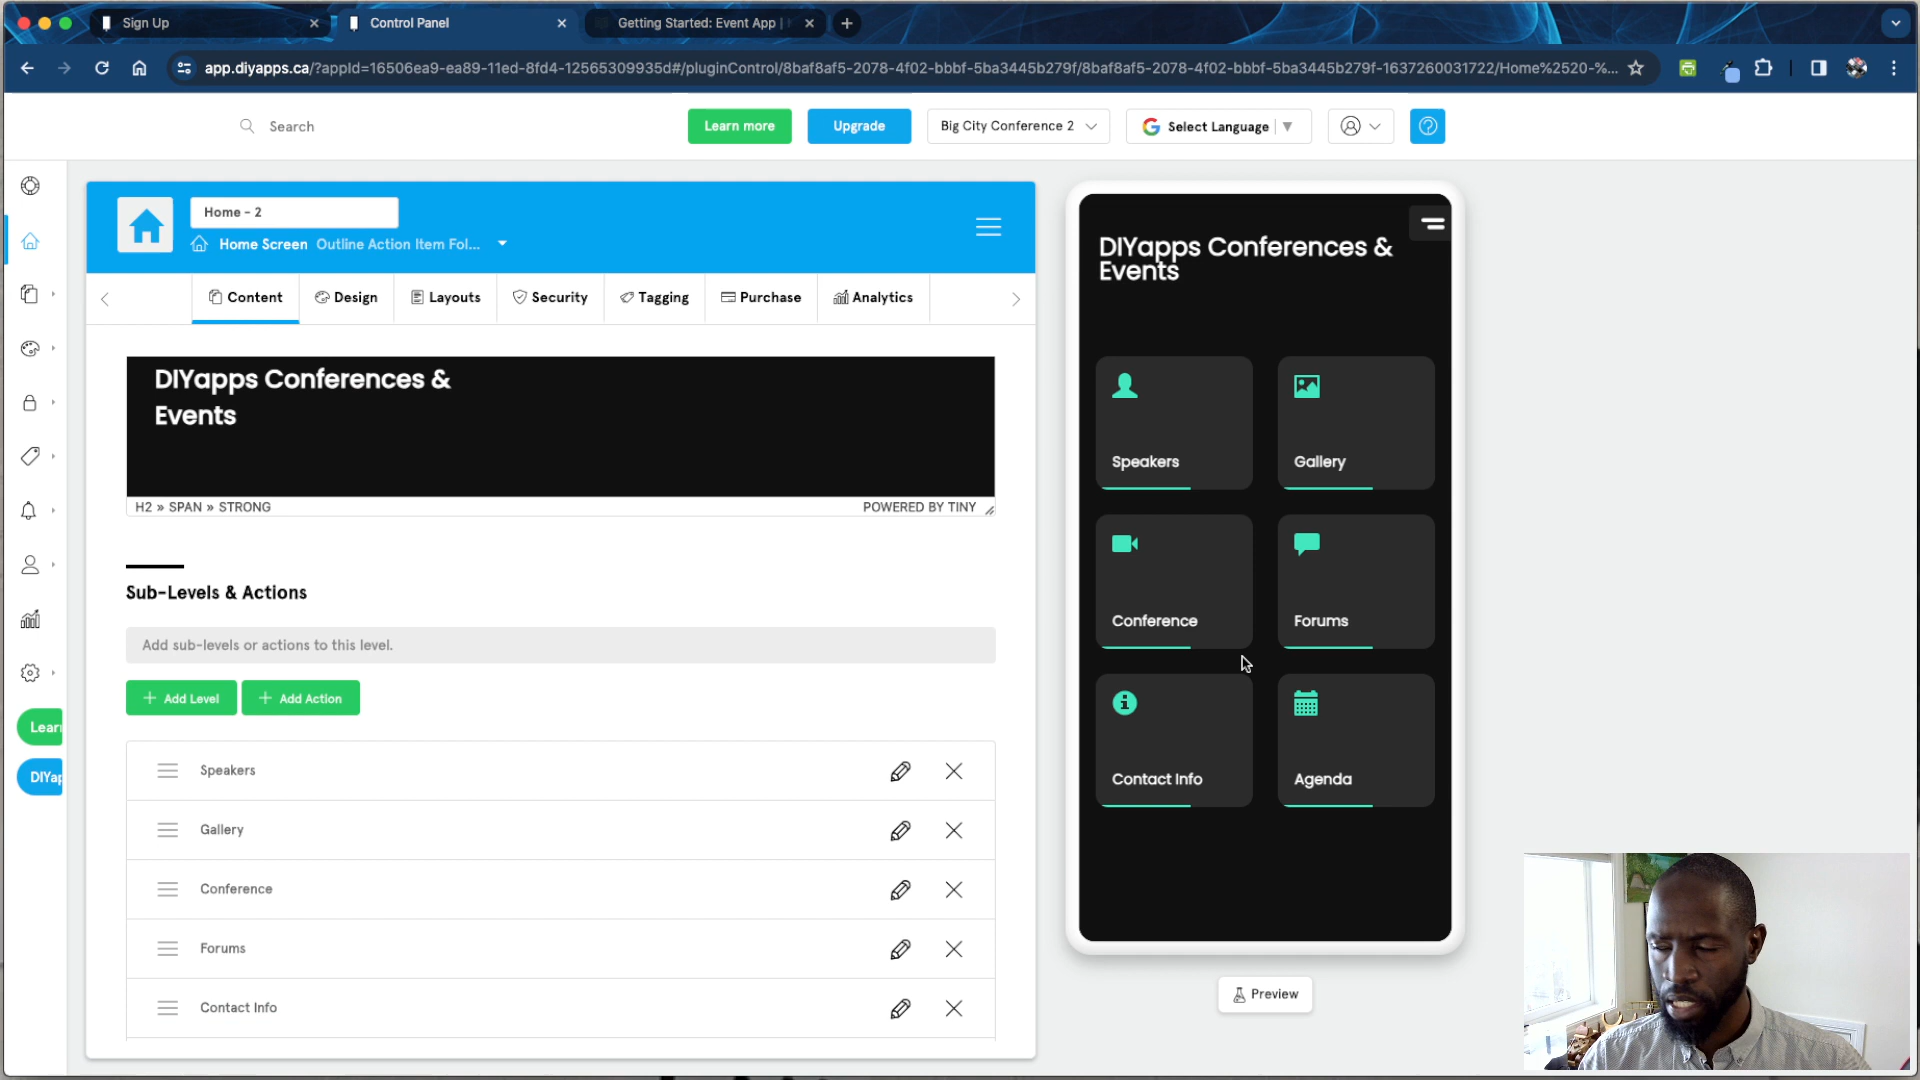 Sign Up
Control Panel
Getting Started: Event App |
app.diyapps.ca/?appId=16506ea9-ea89-11ed-8fd4-12565309935d#/pluginControl/8baf8af5-2078-4f02-bbbf-5ba3445b279f/8baf8af5-2078-4f02-bbbf-5ba3445b279f-1637260031722/Home%2520-%...
Search
Learn more
Upgrade
Big City Conference 2
Select Language
Home - 2
Home Screen Outline Action Item Fol...
Content
Design
Layouts
Security
Tagging
Purchase
Analytics
DIYapps Conferences &
Events
H2 » SPAN » STRONG
POWERED BY TINY
Sub-Levels & Actions
Add sub-levels or actions to this level.
Add Level
Add Action
Speakers
Gallery
Conference
Forums
Contact Info
Lear
DIYap
DIYapps Conferences &
Events
Speakers
Gallery
Conference
Forums
Contact Info
Agenda
Preview